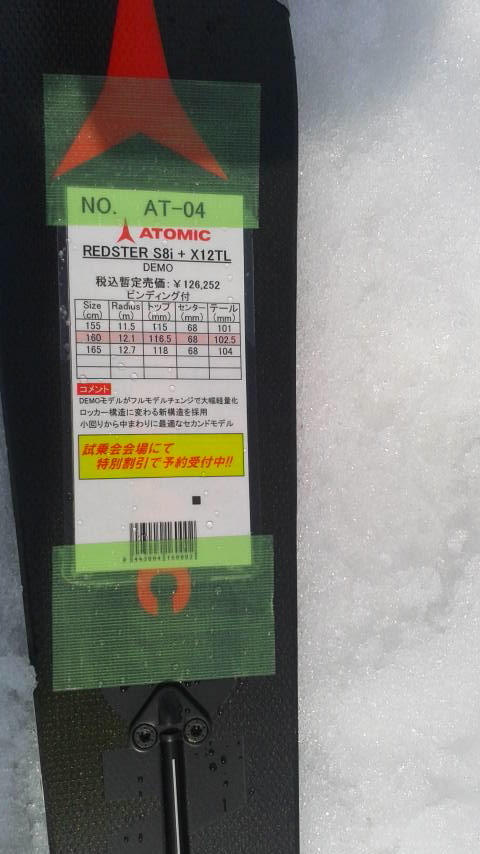 NO. AT-04
ATOMIC
REDSTER S8i + X12TL
DEMO
税込暫定売価：￥126,252
ビンディング付
Size (cm) Radius (m) トップ (mm) センター (mm) テール (mm)
155 11.5 115 68 101
160 12.1 116.5 68 102.5
165 12.7 118 68 104
コメント
DEMOモデルがフルモデルチェンジで大幅軽量化
ロッカー構造に変わる新構造を採用
小回りから中まわりに最適なセカンドモデル
試乗会会場にて
特別割引で予約受付中!!